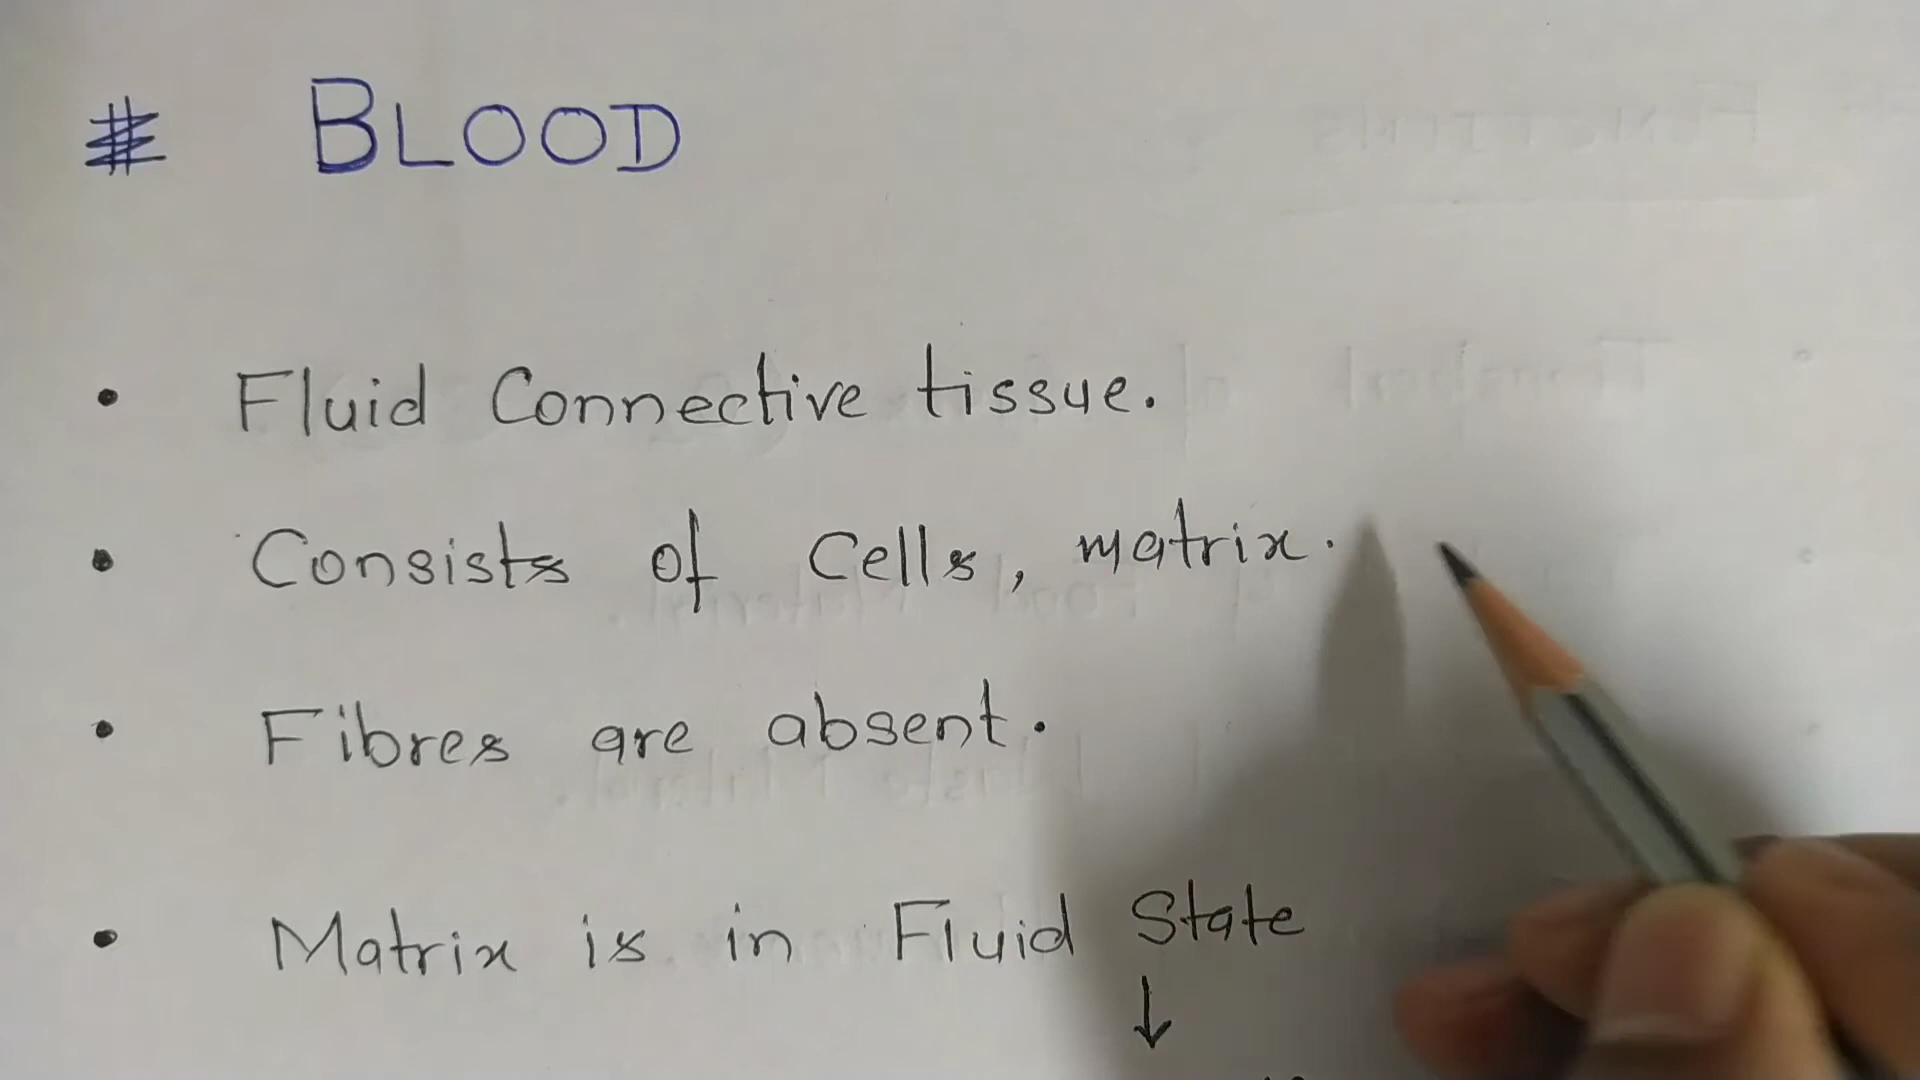 # BLOOD
• Fluid Connective tissue.
• Consists of Cells, matrix.
• Fibres are absent.
• Matrix is in Fluid State
↓